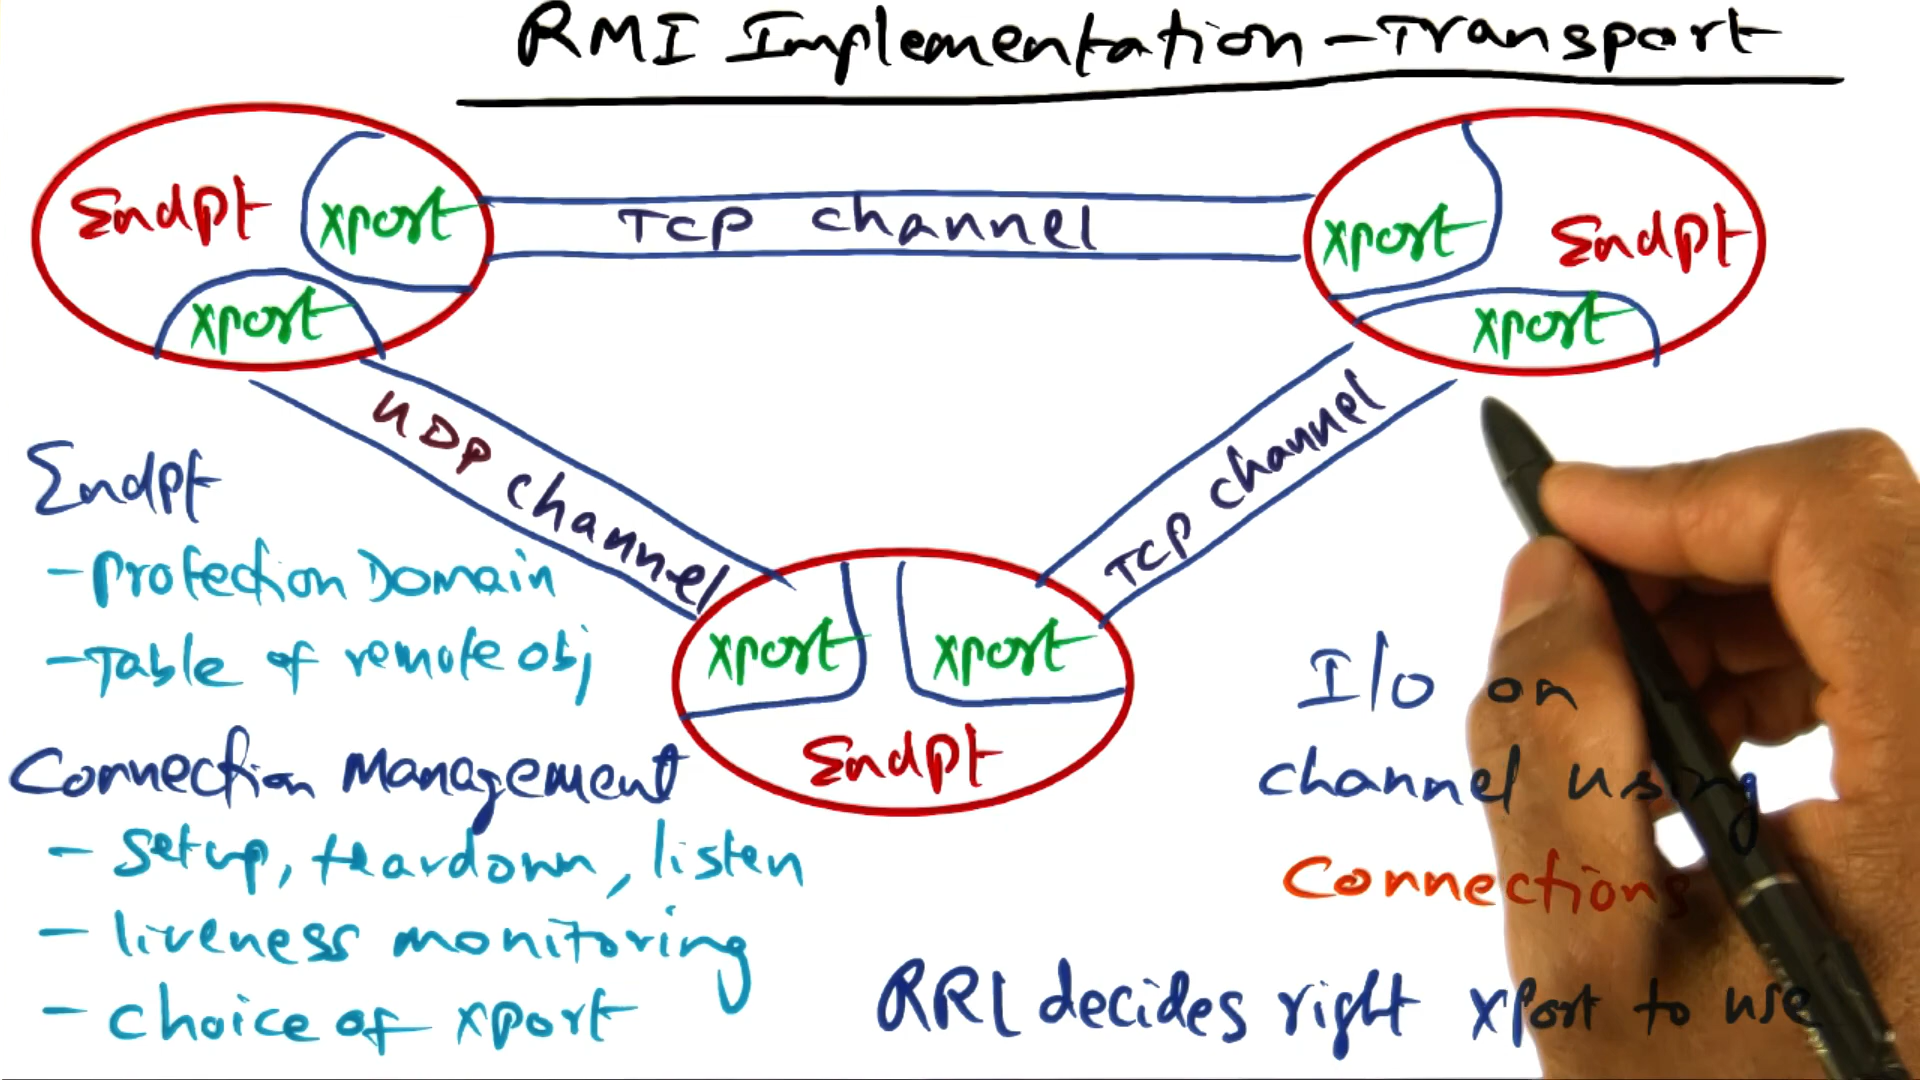 RMI Implementation - Transport
Endpt
xport
xport
TCP channel
xport
Endpt
xport
UDP channel
TCP channel
xport
xport
Endpt
Endpt
- Protection Domain
- Table of remote obj
Connection Management
- setup, teardown, listen
- liveness monitoring
- choice of xport
I/O on
channel using
Connections
RRL decides right xport to use